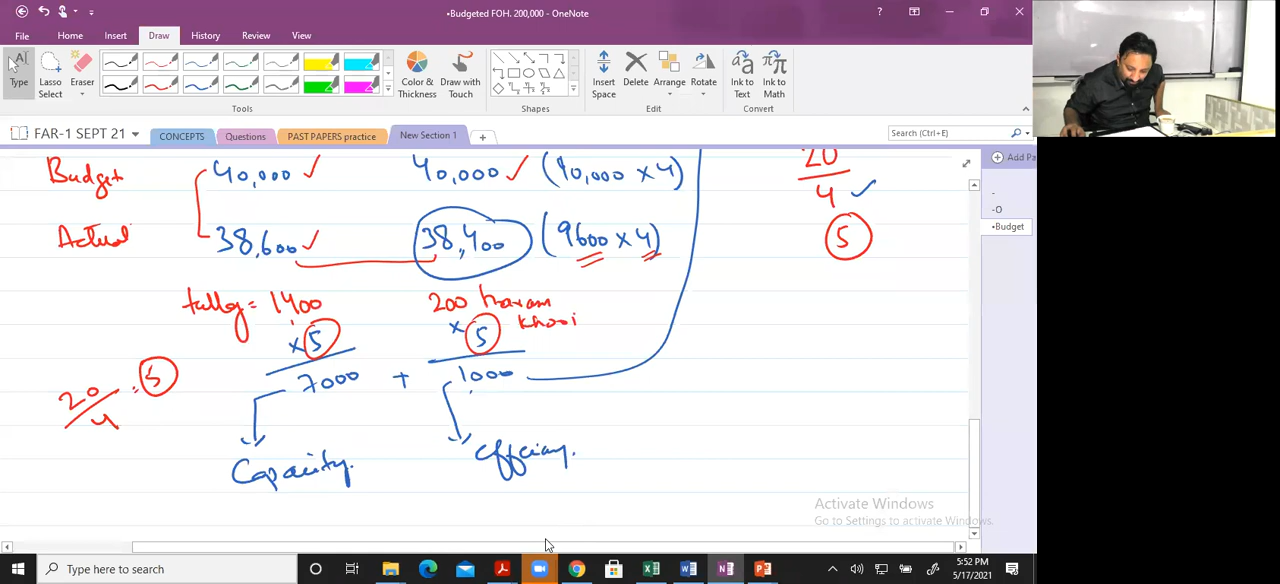 •Budgeted FOH. 200,000 - OneNote
File Home Insert Draw History Review View
Type Lasso Select Eraser Color & Thickness Draw with Touch Insert Space Delete Arrange Rotate Ink to Text Ink to Math
Tools Shapes Edit Convert
FAR-1 SEPT 21 CONCEPTS Questions PAST PAPERS practice New Section 1 + Search (Ctrl+E)
Add Pa
-
-O
•Budget
Budget 40,000 ✓ 40,000 ✓ (10,000 x 4)
20
4 ✓
5
Actual 38,600 ✓ 38,400 (9600 x 4)
tallog = 1400 200 haram
x 5 x 5 khori
20/4 = 5
7000 + 1000
Capacity. Efficiany.
Activate Windows
Go to Settings to activate Windows.
Type here to search
5:52 PM
5/17/2021